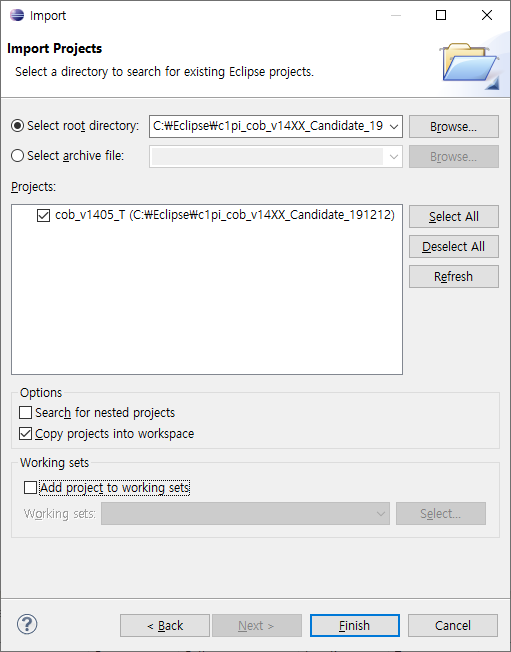 Import
Import Projects
Select a directory to search for existing Eclipse projects.
Select root directory: C:₩Eclipse₩c1pi_cob_v14XX_Candidate_19 Browse...
Select archive file: Browse...
Projects:
cob_v1405_T (C:₩Eclipse₩c1pi_cob_v14XX_Candidate_191212)
Select All
Deselect All
Refresh
Options
Search for nested projects
Copy projects into workspace
Working sets
Add project to working sets
Working sets: Select...
? < Back Next > Finish Cancel